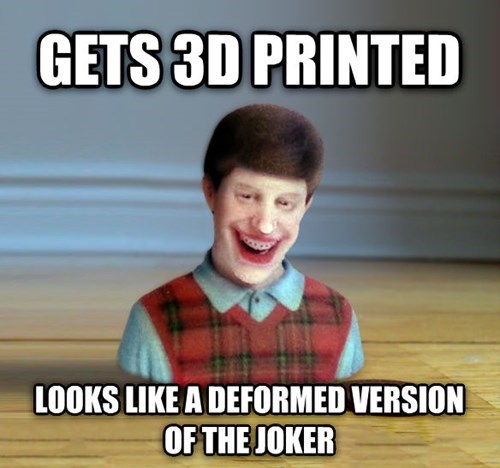 GETS 3D PRINTED
LOOKS LIKE A DEFORMED VERSION
OF THE JOKER